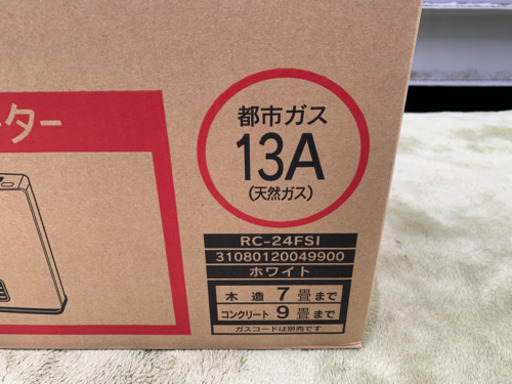 ーター
都市ガス
13A
(天然ガス)
RC-24FSI
31080120049900
ホワイト
木造 7畳まで
コンクリート 9畳まで
ガスコードは別売です